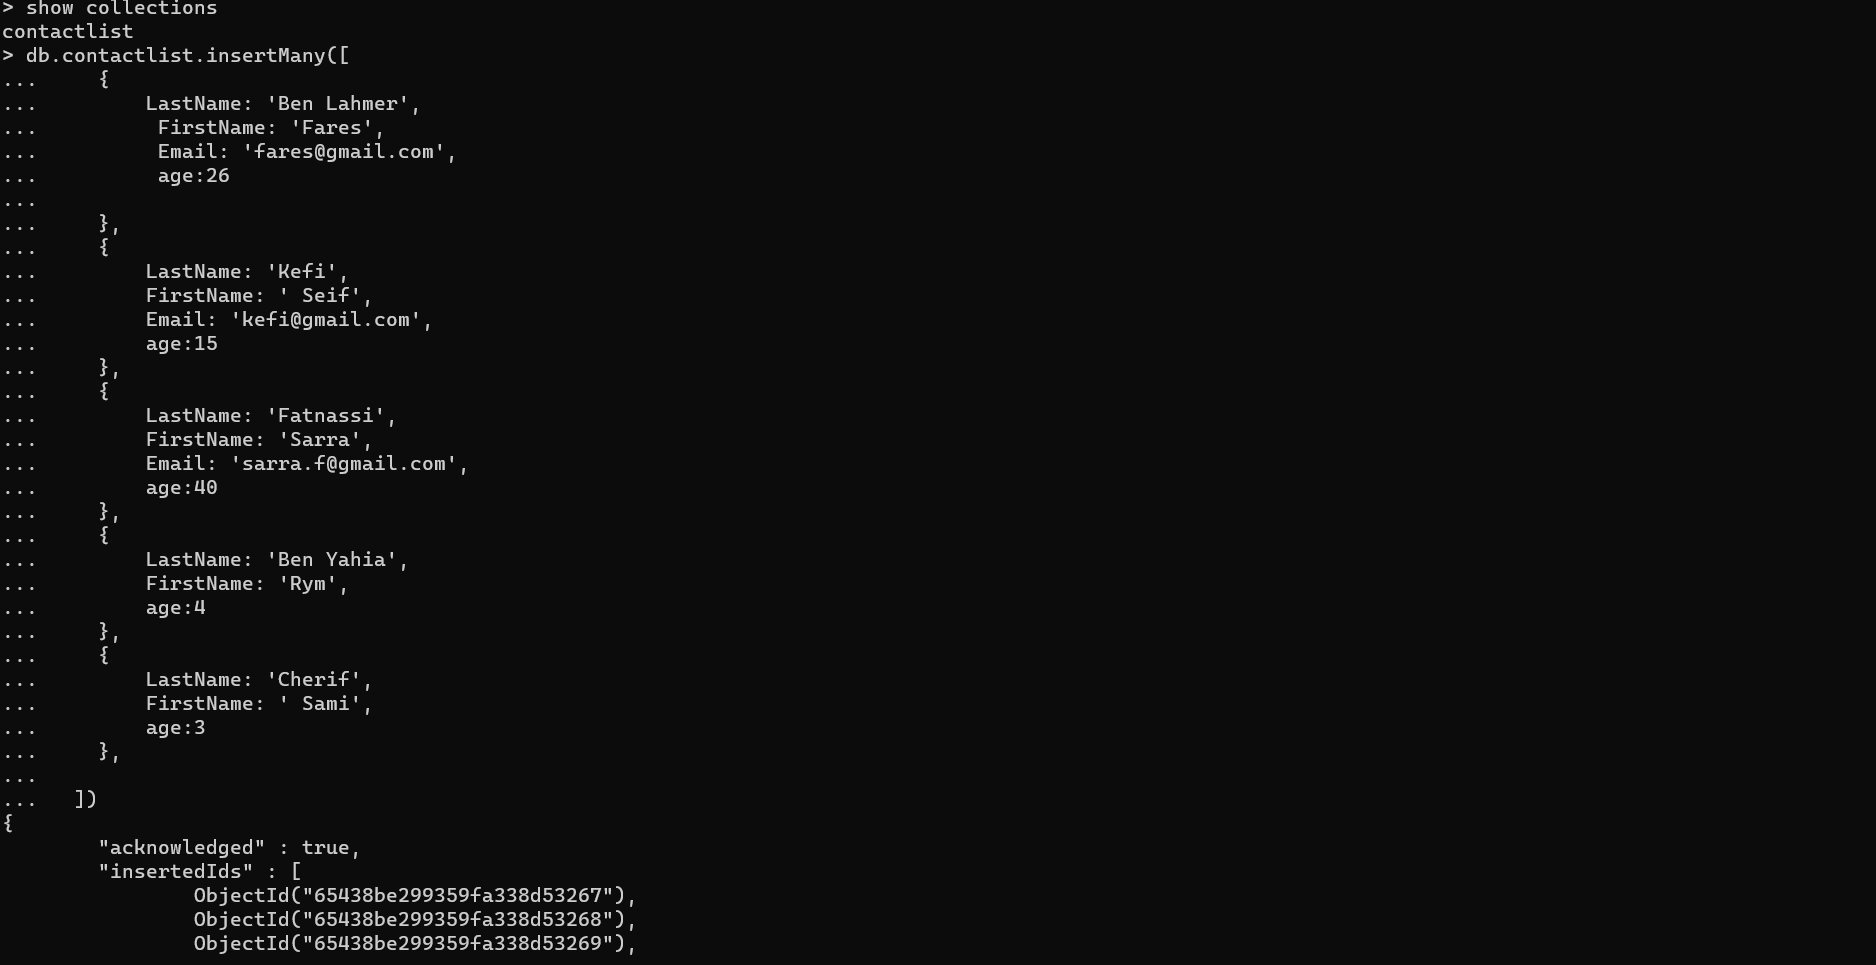 > show collections
contactlist
> db.contactlist.insertMany([
...     {
...         LastName: 'Ben Lahmer',
...          FirstName: 'Fares',
...          Email: 'fares@gmail.com',
...          age:26
...
...     },
...     {
...         LastName: 'Kefi',
...         FirstName: ' Seif',
...         Email: 'kefi@gmail.com',
...         age:15
...     },
...     {
...         LastName: 'Fatnassi',
...         FirstName: 'Sarra',
...         Email: 'sarra.f@gmail.com',
...         age:40
...     },
...     {
...         LastName: 'Ben Yahia',
...         FirstName: 'Rym',
...         age:4
...     },
...     {
...         LastName: 'Cherif',
...         FirstName: ' Sami',
...         age:3
...     },
...
...   ])
{
        "acknowledged" : true,
        "insertedIds" : [
                ObjectId("65438be299359fa338d53267"),
                ObjectId("65438be299359fa338d53268"),
                ObjectId("65438be299359fa338d53269"),